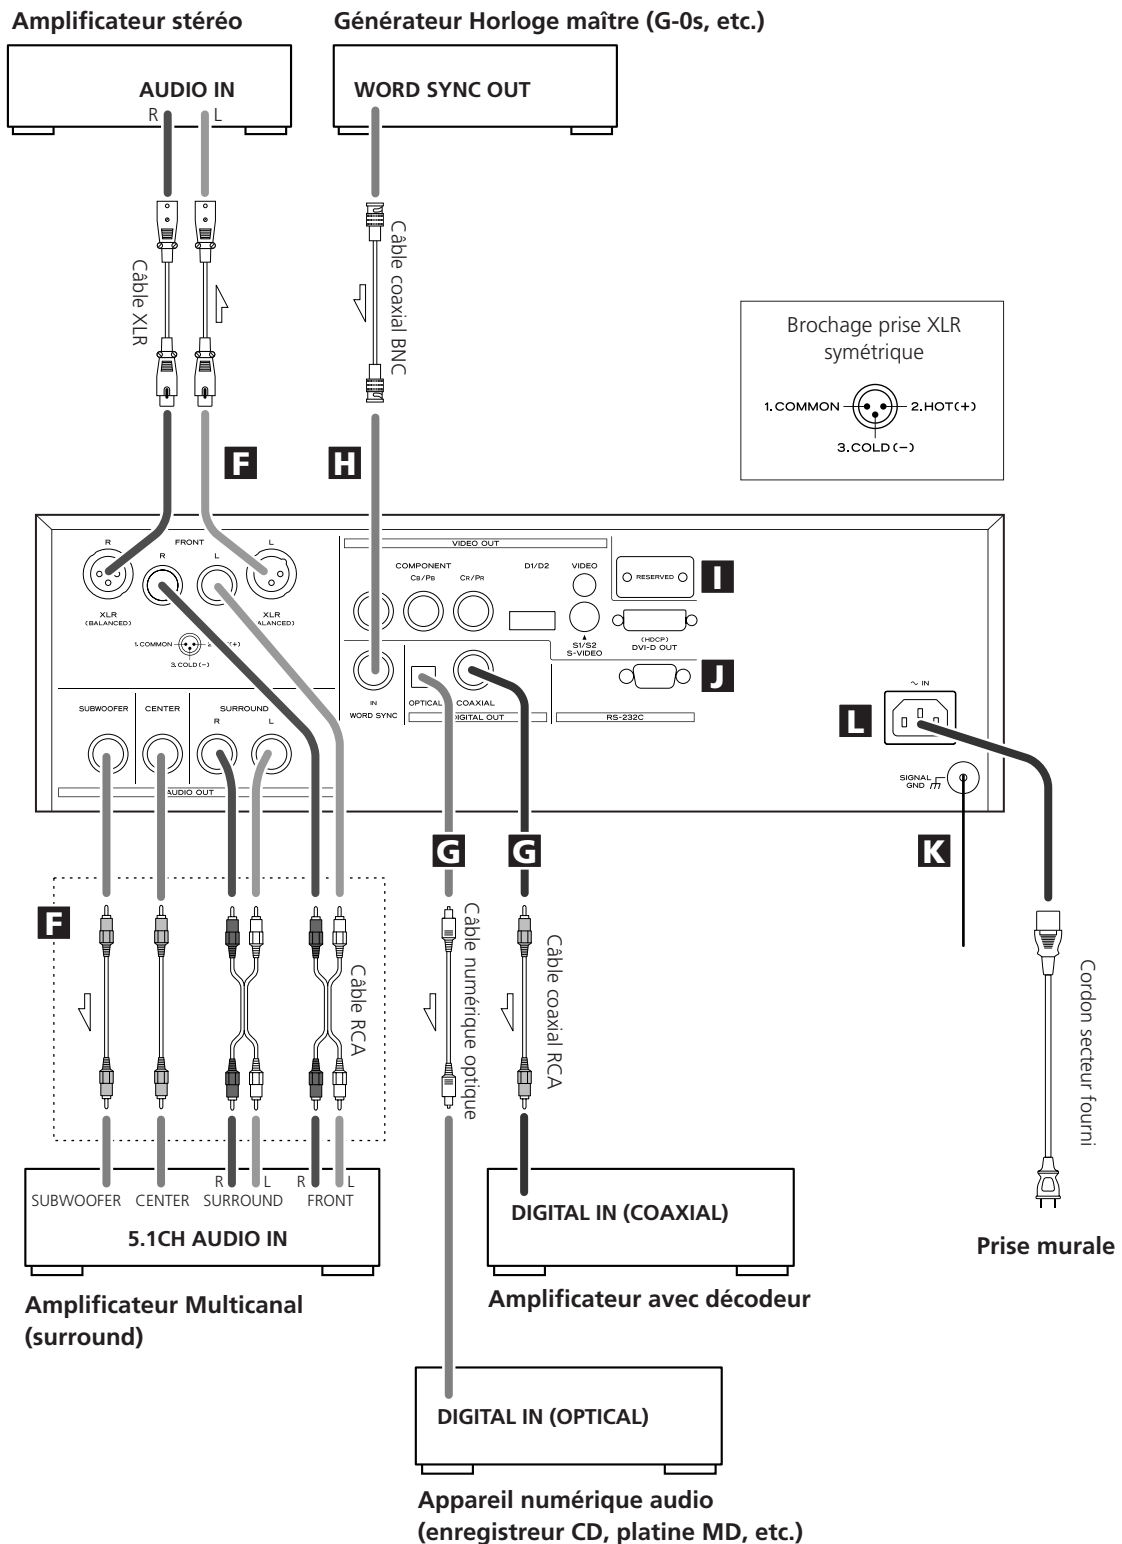 Amplificateur stéréo
Générateur Horloge maître (G-0s, etc.)
AUDIO IN
R L
WORD SYNC OUT
Câble XLR
Câble coaxial BNC
Brochage prise XLR
symétrique
1.COMMON
2.HOT(+)
3.COLD(−)
F
H
R
FRONT
L
R
L
XLR
(BALANCED)
XLR
ALANCED)
1.COMMON
2. (+)
3.COLD(−)
VIDEO OUT
COMPONENT
CB/PB
CR/PR
D1/D2
VIDEO
S1/S2
S-VIDEO
RESERVED
I
(HDCP)
DVI-D OUT
J
IN
WORD SYNC
OPTICAL
COAXIAL
DIGITAL OUT
RS-232C
SUBWOOFER
CENTER
SURROUND
R
L
AUDIO OUT
～ IN
L
SIGNAL
GND
K
G
G
F
Câble RCA
Câble numérique optique
Câble coaxial RCA
Cordon secteur fourni
R L R L
SUBWOOFER CENTER SURROUND FRONT
5.1CH AUDIO IN
DIGITAL IN (COAXIAL)
Prise murale
Amplificateur Multicanal
(surround)
Amplificateur avec décodeur
DIGITAL IN (OPTICAL)
Appareil numérique audio
(enregistreur CD, platine MD, etc.)